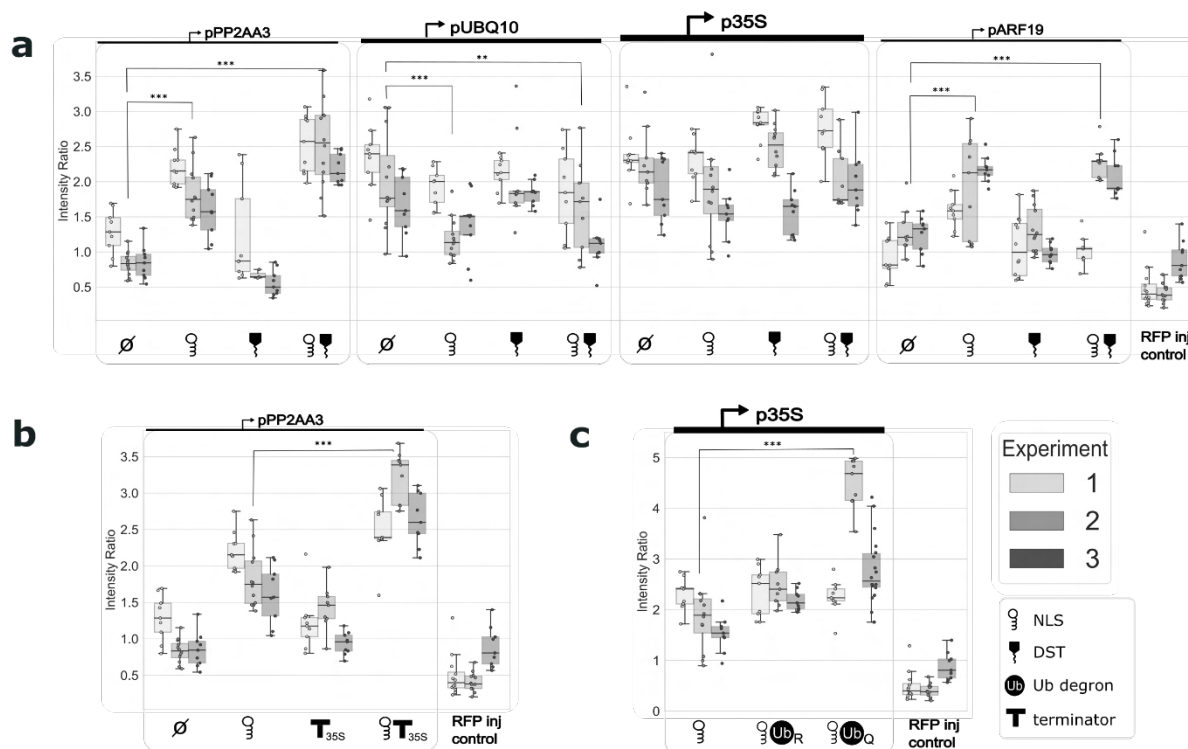 a
pPP2AA3
pUBQ10
p35S
pARF19
Intensity Ratio
3.5
3.0
2.5
2.0
1.5
1.0
0.5
***
***
***
**
***
***
Ø
Ø
Ø
Ø
RFP inj
control
b
pPP2AA3
Intensity Ratio
3.5
3.0
2.5
2.0
1.5
1.0
0.5
***
Ø
T35S
T35S
RFP inj
control
c
p35S
Intensity Ratio
5
4
3
2
1
0
***
UbR
UbQ
RFP inj
control
Experiment
1
2
3
NLS
DST
Ub Ub degron
terminator